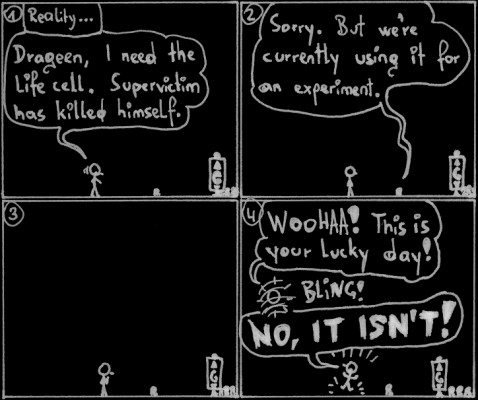 1
Reality...
Drageen, I need the
Life cell. Supervictim
has killed himself.
2
Sorry. But we're
currently using it for
an experiment.
3
4
WOOHAA! This is
your lucky day!
BLING!
NO, IT ISN'T!